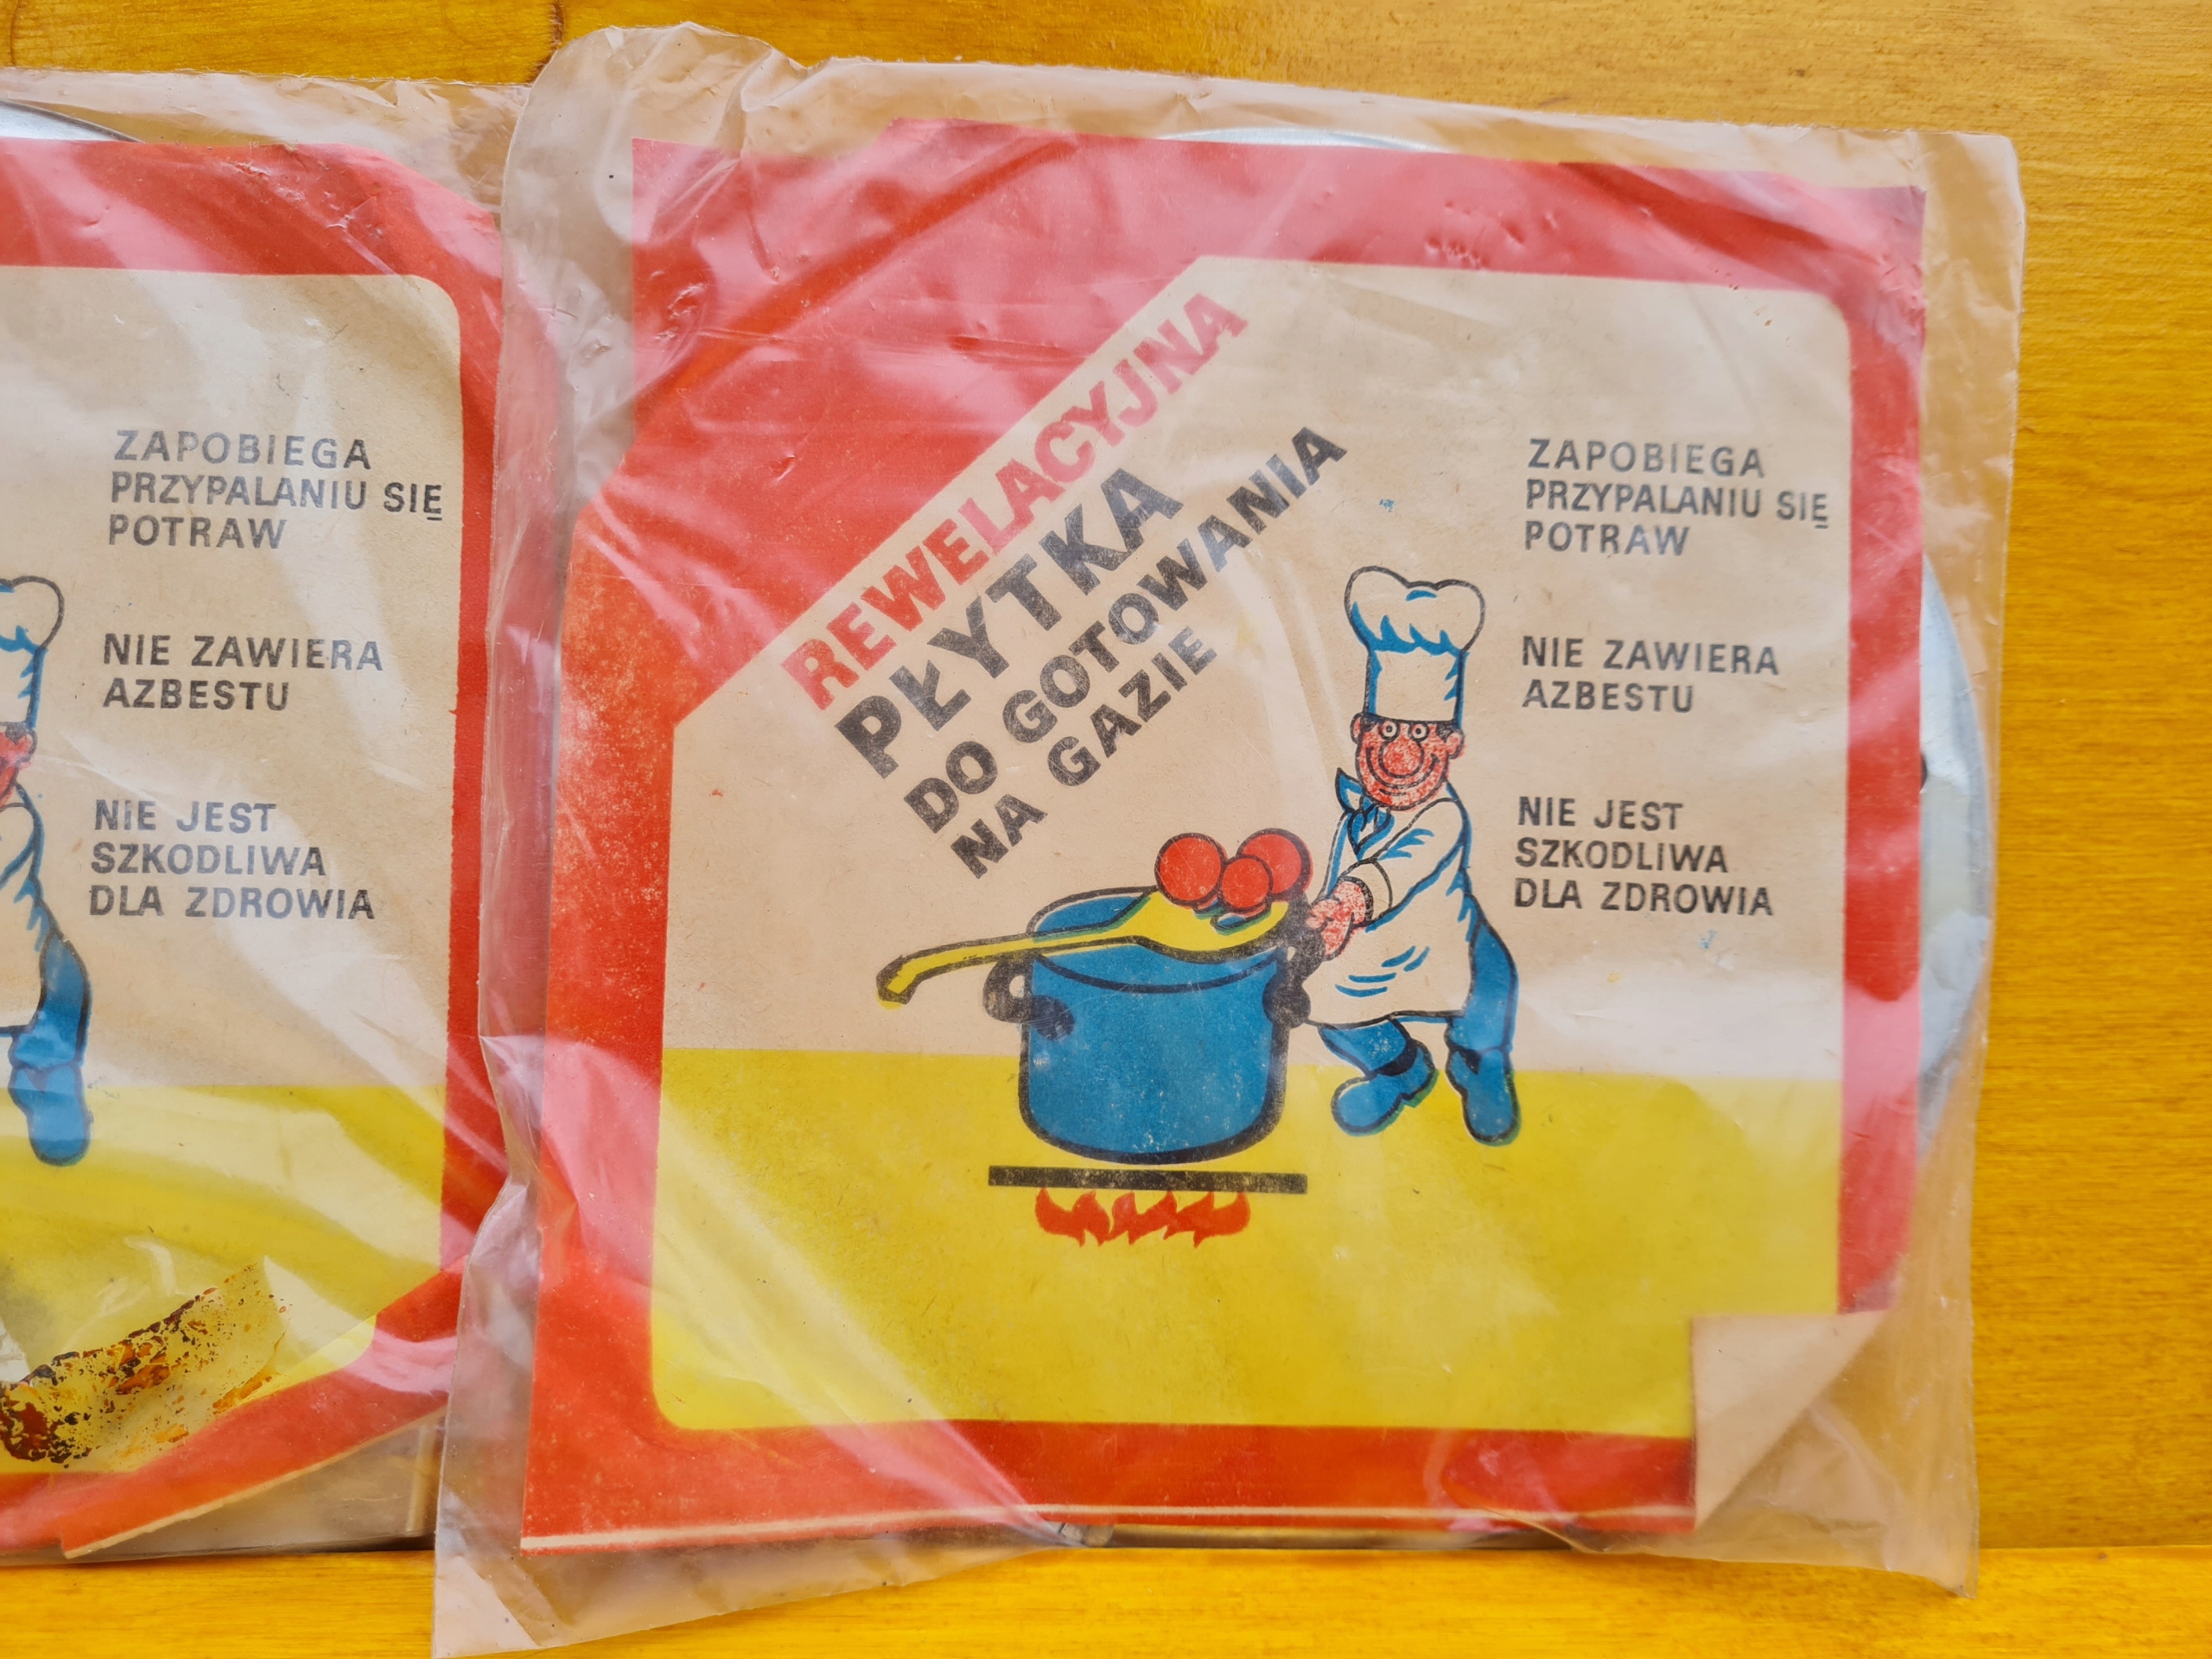 ZAPOBIEGA
PRZYPALANIU SIĘ
POTRAW
NIE ZAWIERA
AZBESTU
NIE JEST
SZKODLIWA
DLA ZDROWIA
REWELACYJNA
PŁYTKA
DO GOTOWANIA
NA GAZIE
ZAPOBIEGA
PRZYPALANIU SIĘ
POTRAW
NIE ZAWIERA
AZBESTU
NIE JEST
SZKODLIWA
DLA ZDROWIA